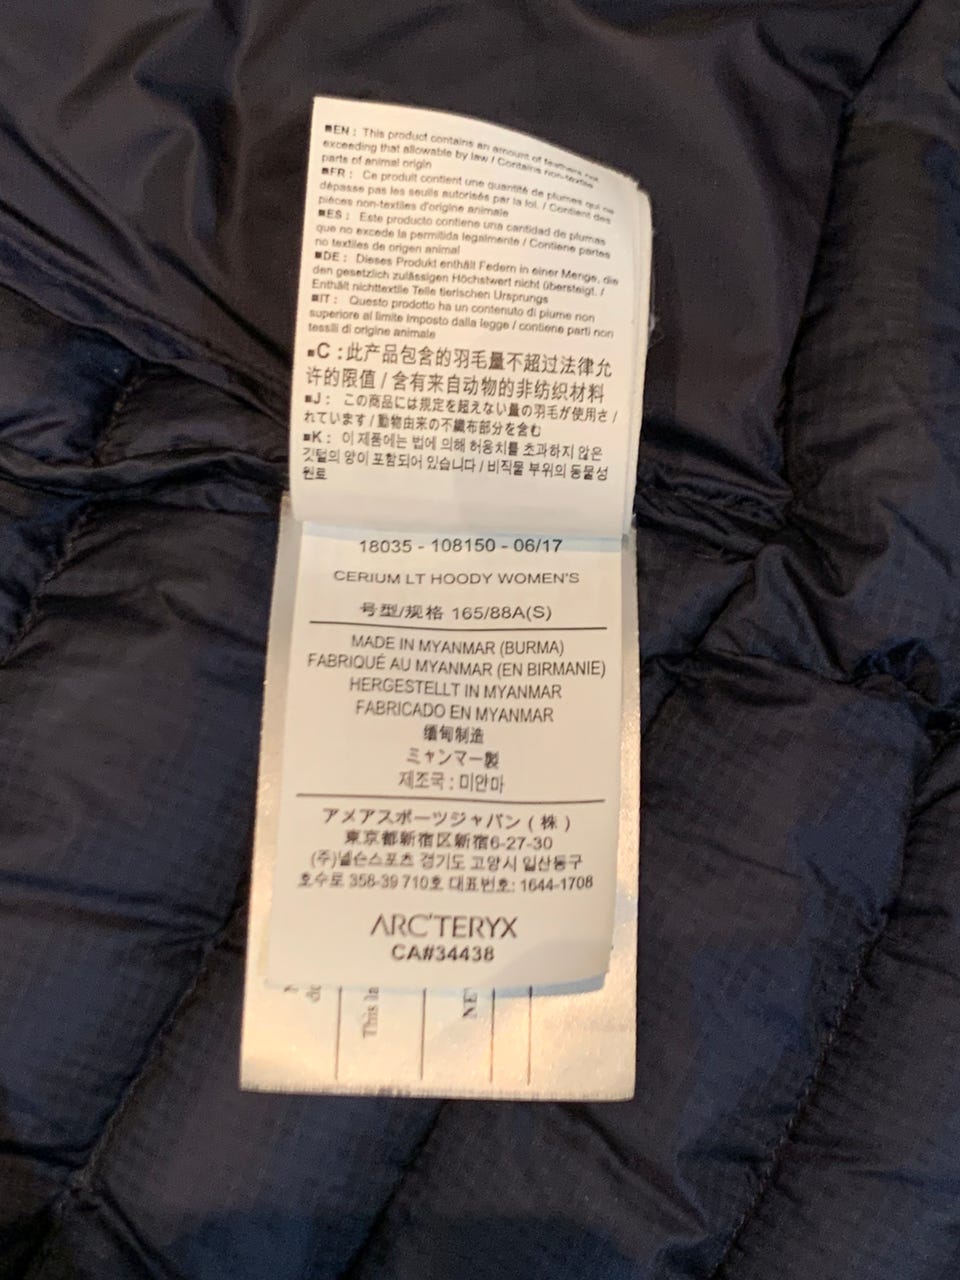 ■EN : This product contains an amount of feathers not
exceeding that allowable by law / Contains non-textile
parts of animal origin
■FR : Ce produit contient une quantité de plumes qui ne
dépasse pas les seuils autorisés par la loi. / Contient des
pièces non-textiles d'origine animale
■ES : Este producto contiene una cantidad de plumas
que no excede la permitida legalmente / Contiene partes
no textiles de origen animal
■DE : Dieses Produkt enthält Federn in einer Menge, die
den gesetzlich zulässigen Höchstwert nicht übersteigt. /
Enthält nichttextile Teile tierischen Ursprungs
■IT : Questo prodotto ha un contenuto di piume non
superiore al limite imposto dalla legge / contiene parti non
tessili di origine animale
■C : 此产品包含的羽毛量不超过法律允
许的限值 / 含有来自动物的非纺织材料
■J : この商品には規定を超えない量の羽毛が使用さ /
れています / 動物由来の不織布部分を含む
■K : 이 제품에는 법에 의해 허용치를 초과하지 않은
깃털의 양이 포함되어 있습니다 / 비직물 부위의 동물성
원료
18035 - 108150 - 06/17
CERIUM LT HOODY WOMEN'S
号型/规格 165/88A(S)
MADE IN MYANMAR (BURMA)
FABRIQUÉ AU MYANMAR (EN BIRMANIE)
HERGESTELLT IN MYANMAR
FABRICADO EN MYANMAR
缅甸制造
ミャンマー製
제조국 : 미얀마
アメアスポーツジャパン ( 株 )
東京都新宿区新宿6-27-30
(주)넬슨스포츠 경기도 고양시 일산동구
호수로 358-39 710호 대표번호: 1644-1708
ARC'TERYX
CA#34438
This la
NE